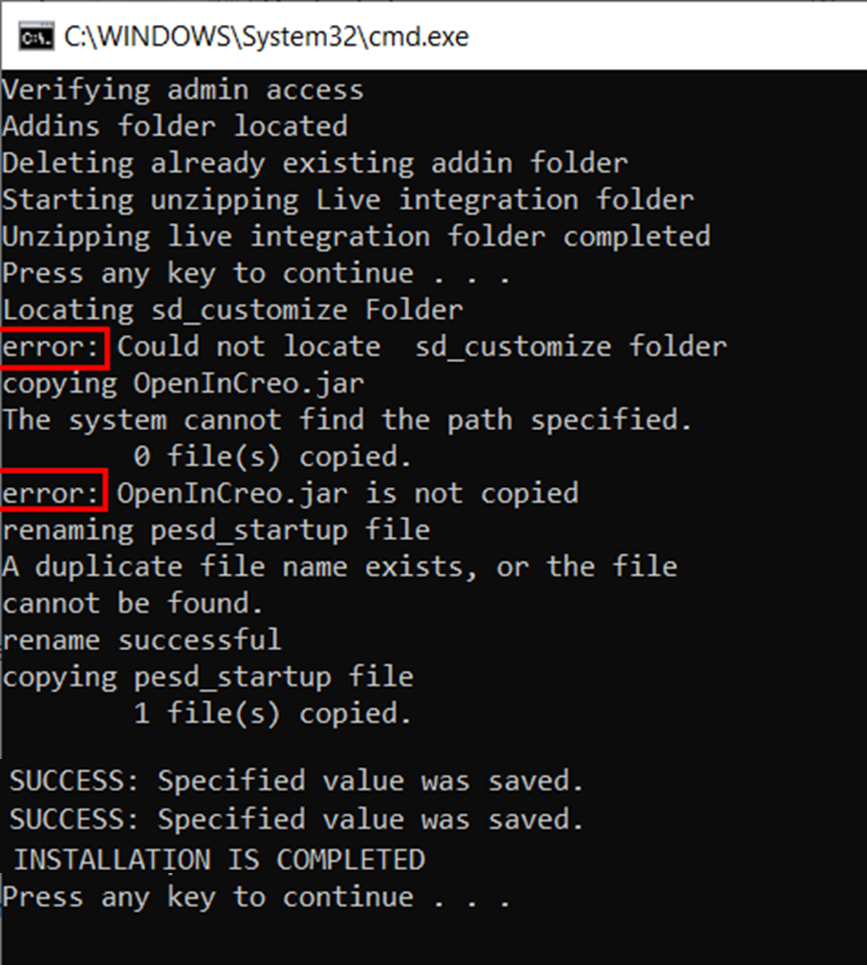 C:\WINDOWS\System32\cmd.exe
Verifying admin access
Addins folder located
Deleting already existing addin folder
Starting unzipping Live integration folder
Unzipping live integration folder completed
Press any key to continue . . .
Locating sd_customize Folder
error: Could not locate  sd_customize folder
copying OpenInCreo.jar
The system cannot find the path specified.
        0 file(s) copied.
error: OpenInCreo.jar is not copied
renaming pesd_startup file
A duplicate file name exists, or the file
cannot be found.
rename successful
copying pesd_startup file
        1 file(s) copied.
SUCCESS: Specified value was saved.
SUCCESS: Specified value was saved.
INSTALLATION IS COMPLETED
Press any key to continue . . .